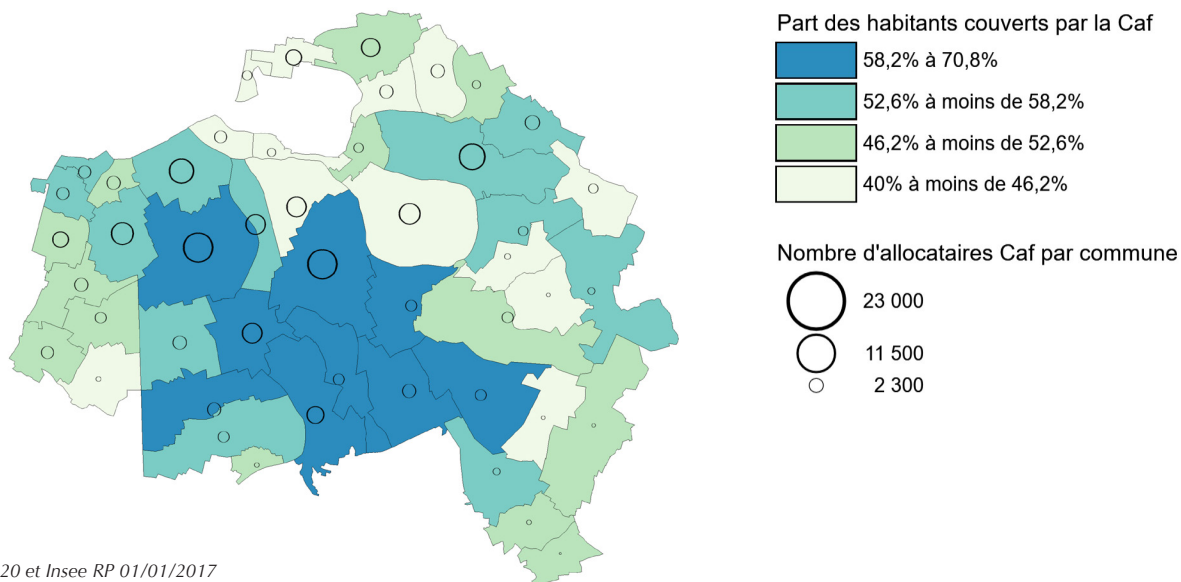 Part des habitants couverts par la Caf
58,2% à 70,8%
52,6% à moins de 58,2%
46,2% à moins de 52,6%
40% à moins de 46,2%
Nombre d'allocataires Caf par commune
23 000
11 500
2 300
20 et Insee RP 01/01/2017